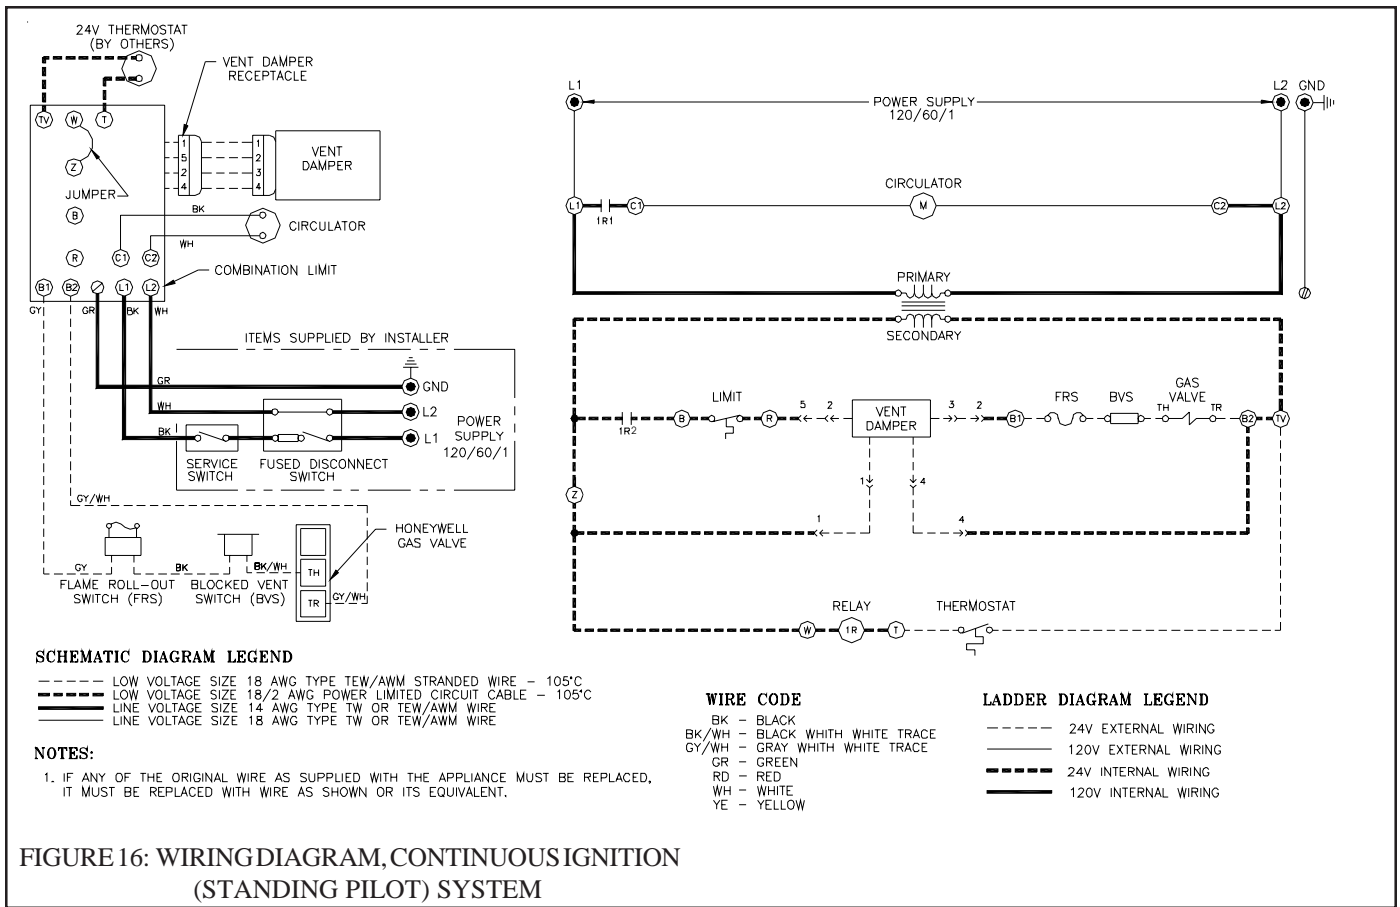 24V THERMOSTAT
(BY OTHERS)
VENT DAMPER
RECEPTACLE
TV
W
T
Z
JUMPER
B
R
C1
C2
B1
B2
L1
L2
1
5
2
4
1
2
3
4
VENT
DAMPER
BK
WH
CIRCULATOR
COMBINATION LIMIT
GY
GR
BK
WH
ITEMS SUPPLIED BY INSTALLER
GR
GND
WH
L2
BK
L1
POWER
SUPPLY
120/60/1
SERVICE
SWITCH
FUSED DISCONNECT
SWITCH
GY/WH
HONEYWELL
GAS VALVE
GY
BK
BK/WH
TH
TR
GY/WH
FLAME ROLL-OUT
SWITCH (FRS)
BLOCKED VENT
SWITCH (BVS)
L1
POWER SUPPLY
120/60/1
L2
GND
L1
1R1
C1
CIRCULATOR
M
C2
L2
PRIMARY
SECONDARY
1R2
B
LIMIT
R
5
2
VENT
DAMPER
3
2
B1
FRS
BVS
GAS
VALVE
TH
TR
B2
TV
Z
1
4
1
4
RELAY
W
1R
T
THERMOSTAT
SCHEMATIC DIAGRAM LEGEND
LOW VOLTAGE SIZE 18 AWG TYPE TEW/AWM STRANDED WIRE - 105°C
LOW VOLTAGE SIZE 18/2 AWG POWER LIMITED CIRCUIT CABLE - 105°C
LINE VOLTAGE SIZE 14 AWG TYPE TW OR TEW/AWM WIRE
LINE VOLTAGE SIZE 18 AWG TYPE TW OR TEW/AWM WIRE
NOTES:
1. IF ANY OF THE ORIGINAL WIRE AS SUPPLIED WITH THE APPLIANCE MUST BE REPLACED,
IT MUST BE REPLACED WITH WIRE AS SHOWN OR ITS EQUIVALENT.
WIRE CODE
BK - BLACK
BK/WH - BLACK WHITH WHITE TRACE
GY/WH - GRAY WHITH WHITE TRACE
GR - GREEN
RD - RED
WH - WHITE
YE - YELLOW
LADDER DIAGRAM LEGEND
24V EXTERNAL WIRING
120V EXTERNAL WIRING
24V INTERNAL WIRING
120V INTERNAL WIRING
FIGURE 16: WIRING DIAGRAM, CONTINUOUS IGNITION
(STANDING PILOT) SYSTEM